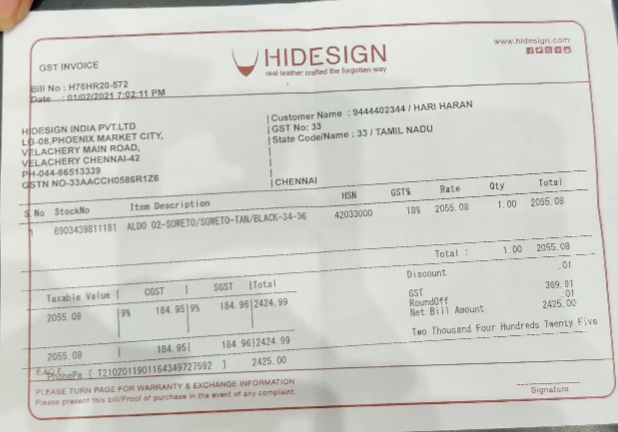 GST INVOICE
HIDESIGN
real leather crafted the forgotten way
www.hidesign.com
Bill No : H76HR20-572
Date : 01/02/2021 7:02:11 PM
HIDESIGN INDIA PVT.LTD
LG-08,PHOENIX MARKET CITY,
VELACHERY MAIN ROAD,
VELACHERY CHENNAI-42
PH-044-66513339
GSTN NO-33AACCH0586R1Z6
|Customer Name : 9444402344 / HARI HARAN
|GST No: 33
|State Code/Name : 33 / TAMIL NADU
|
|
|CHENNAI
S.No StockNo Item Description HSN GST% Rate Qty Total
1 8903439811181 ALDO 02-SOWETO/SOWETO-TAN/BLACK-34-36 42033000 18% 2055.08 1.00 2055.08
Total : 1.00 2055.08
Discount .01
GST 369.91
RoundOff .01
Net Bill Amount 2425.00
Two Thousand Four Hundreds Twenty Five
Taxable Value | CGST | SGST |Total
2055.08 |9% 184.95|9% 184.96|2424.99
2055.08 | 184.95| 184.96|2424.99
E.& O.E.
PhonePe [ T2102011901164349727592 ] 2425.00
PLEASE TURN PAGE FOR WARRANTY & EXCHANGE INFORMATION
Please present this bill/Proof of purchase in the event of any complaint.
Signature